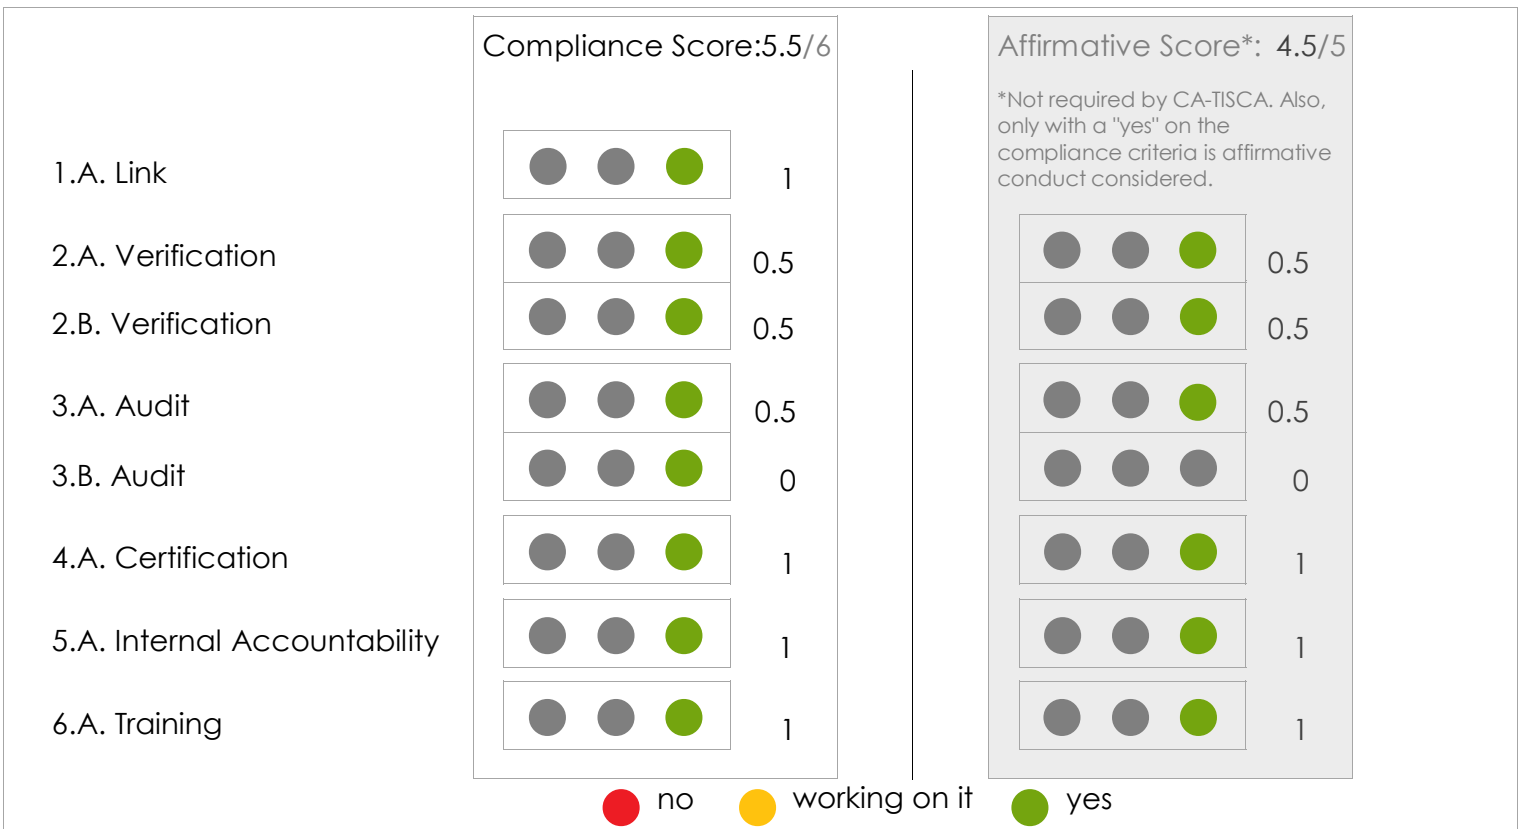 Compliance Score:5.5/6
Affirmative Score*: 4.5/5
*Not required by CA-TISCA. Also,
only with a "yes" on the
compliance criteria is affirmative
conduct considered.
1.A. Link 1
2.A. Verification 0.5 0.5
2.B. Verification 0.5 0.5
3.A. Audit 0.5 0.5
3.B. Audit 0 0
4.A. Certification 1 1
5.A. Internal Accountability 1 1
6.A. Training 1 1
no working on it yes